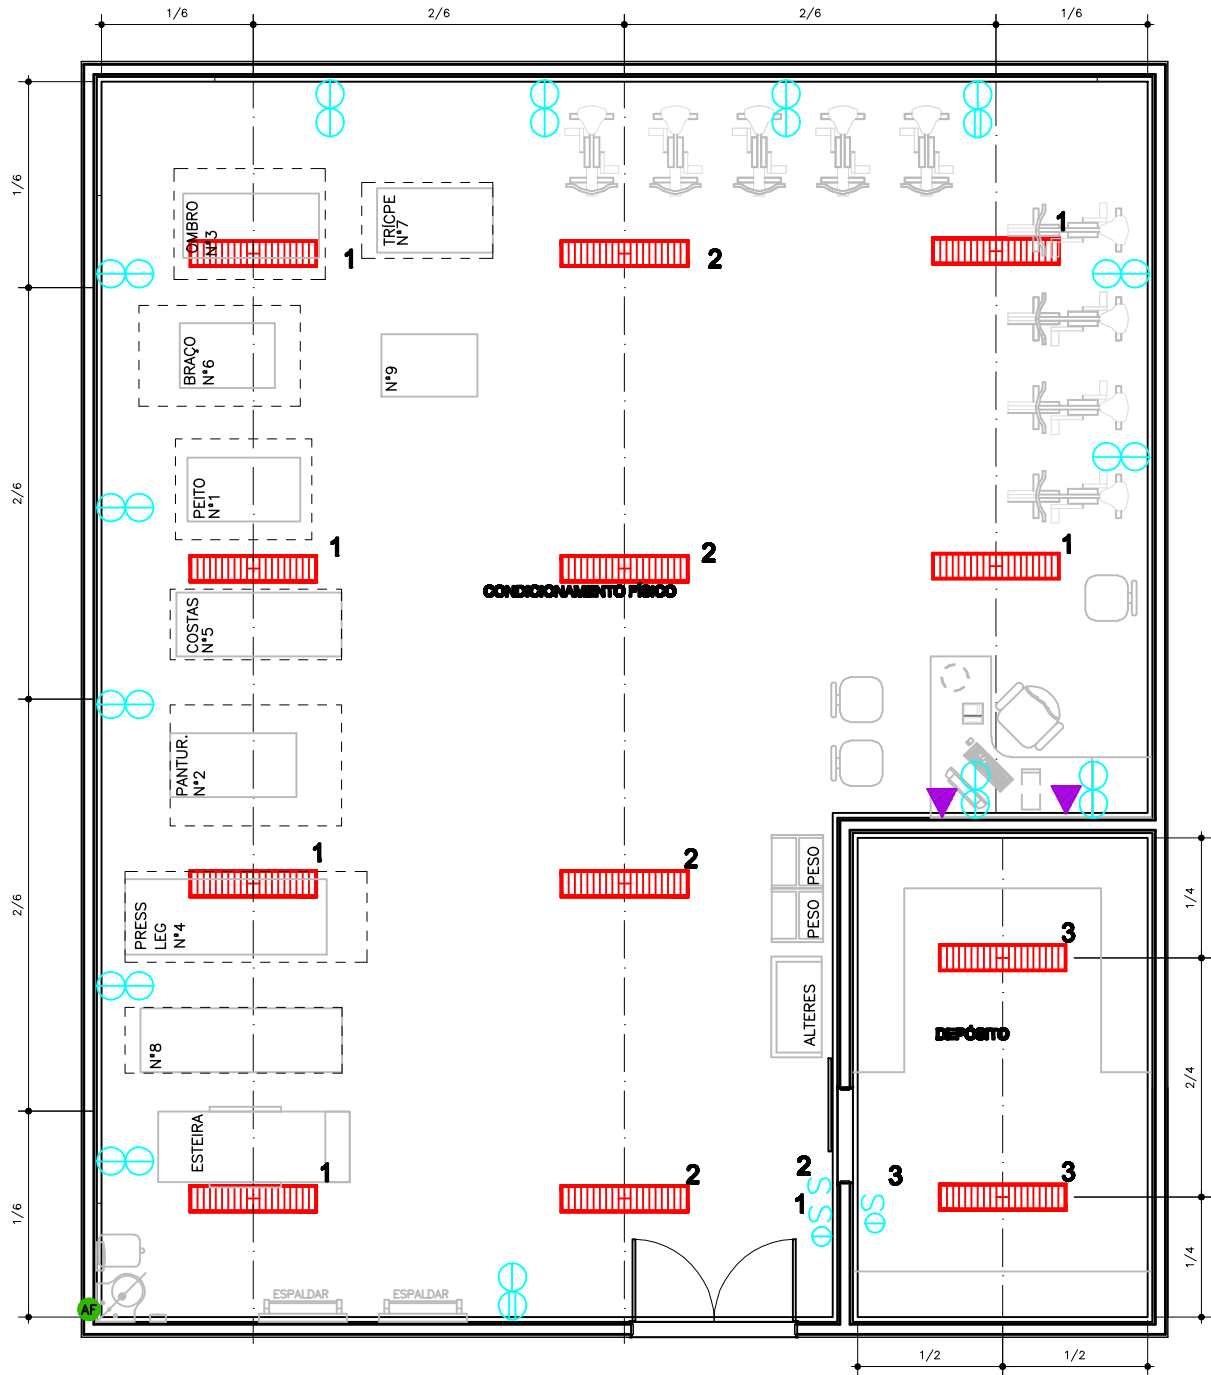 1/6
2/6
2/6
1/6
1/6
OMBRO
N°3
TRÍCPE
N°7
1
2
1
BRAÇO
N°6
N°9
2/6
PEITO
N°1
1
2
1
CONDICIONAMENTO FÍSICO
COSTAS
N°5
PANTUR.
N°2
1
2
PESO
PESO
2/6
PRESS
LEG
N°4
1/4
3
ALTERES
DEPÓSITO
N°8
2/4
ESTEIRA
1
2
2
S
1
S
3
S
3
1/6
1/4
ESPALDAR
ESPALDAR
AF
1/2
1/2